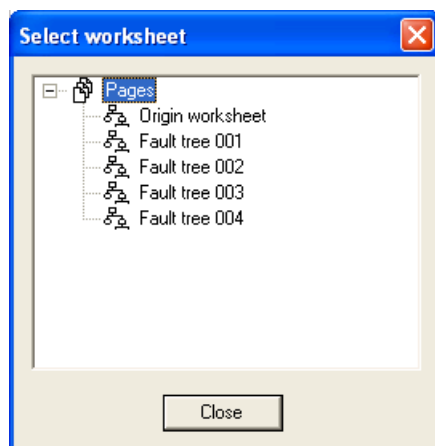 Select worksheet
Pages
Origin worksheet
Fault tree 001
Fault tree 002
Fault tree 003
Fault tree 004
Close